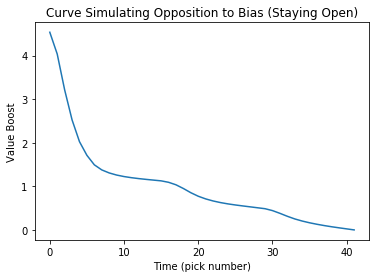 Curve Simulating Opposition to Bias (Staying Open)
Value Boost
4
3
2
1
0
0 10 20 30 40
Time (pick number)